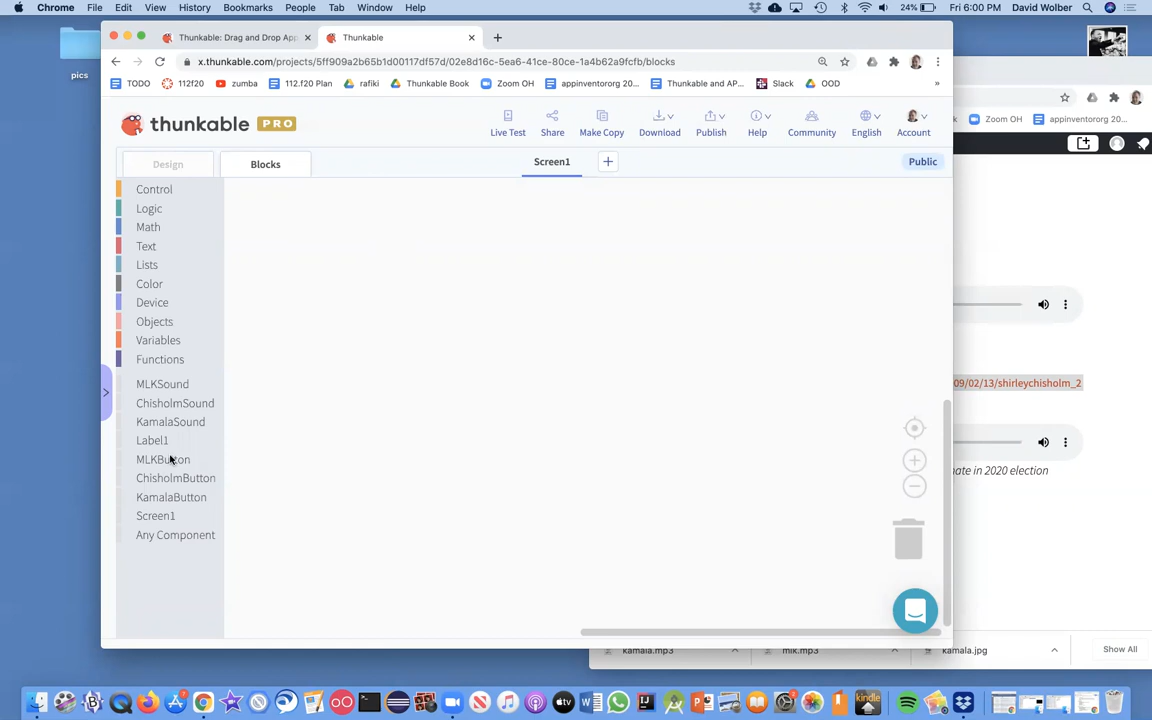 Chrome File Edit View History Bookmarks People Tab Window Help 24% Fri 6:00 PM David Wolber
pics
Thunkable: Drag and Drop App
Thunkable
x.thunkable.com/projects/5ff909a2b65b1d00117df57d/02e8d16c-5ea6-41ce-80ce-1a4b62a9fcfb/blocks
TODO 112f20 zumba 112.f20 Plan rafiki Thunkable Book Zoom OH appinventororg 20... Thunkable and AP... Slack OOD »
Zoom OH appinventororg 20...
thunkable PRO
Live Test Share Make Copy Download Publish Help Community English Account
Design Blocks Screen1 + Public
Control
Logic
Math
Text
Lists
Color
Device
Objects
Variables
Functions
MLKSound
ChisholmSound
KamalaSound
Label1
MLKButton
ChisholmButton
KamalaButton
Screen1
Any Component
09/02/13/shirleychisholm_2
ate in 2020 election
kamala.mp3 mlk.mp3 kamala.jpg Show All
kindle